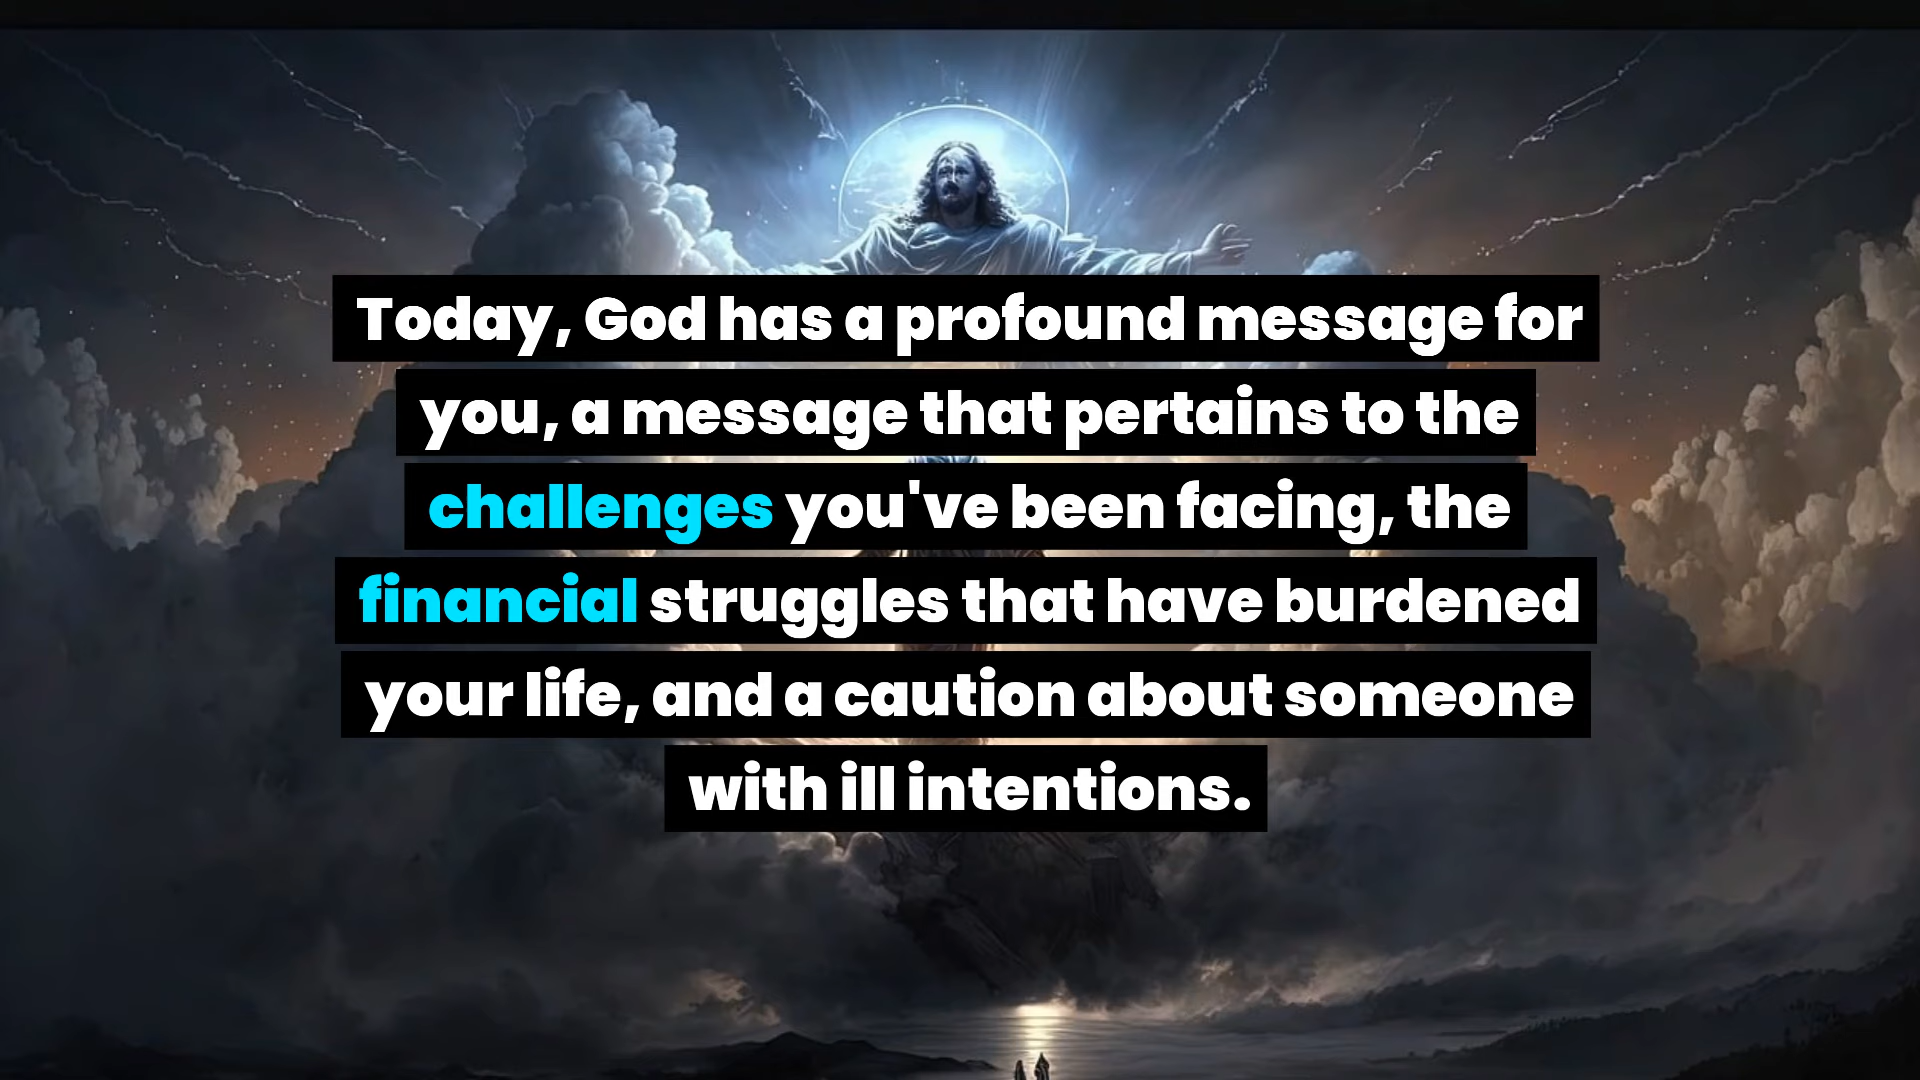 Today, God has a profound message for
you, a message that pertains to the
challenges you've been facing, the
financial struggles that have burdened
your life, and a caution about someone
with ill intentions.